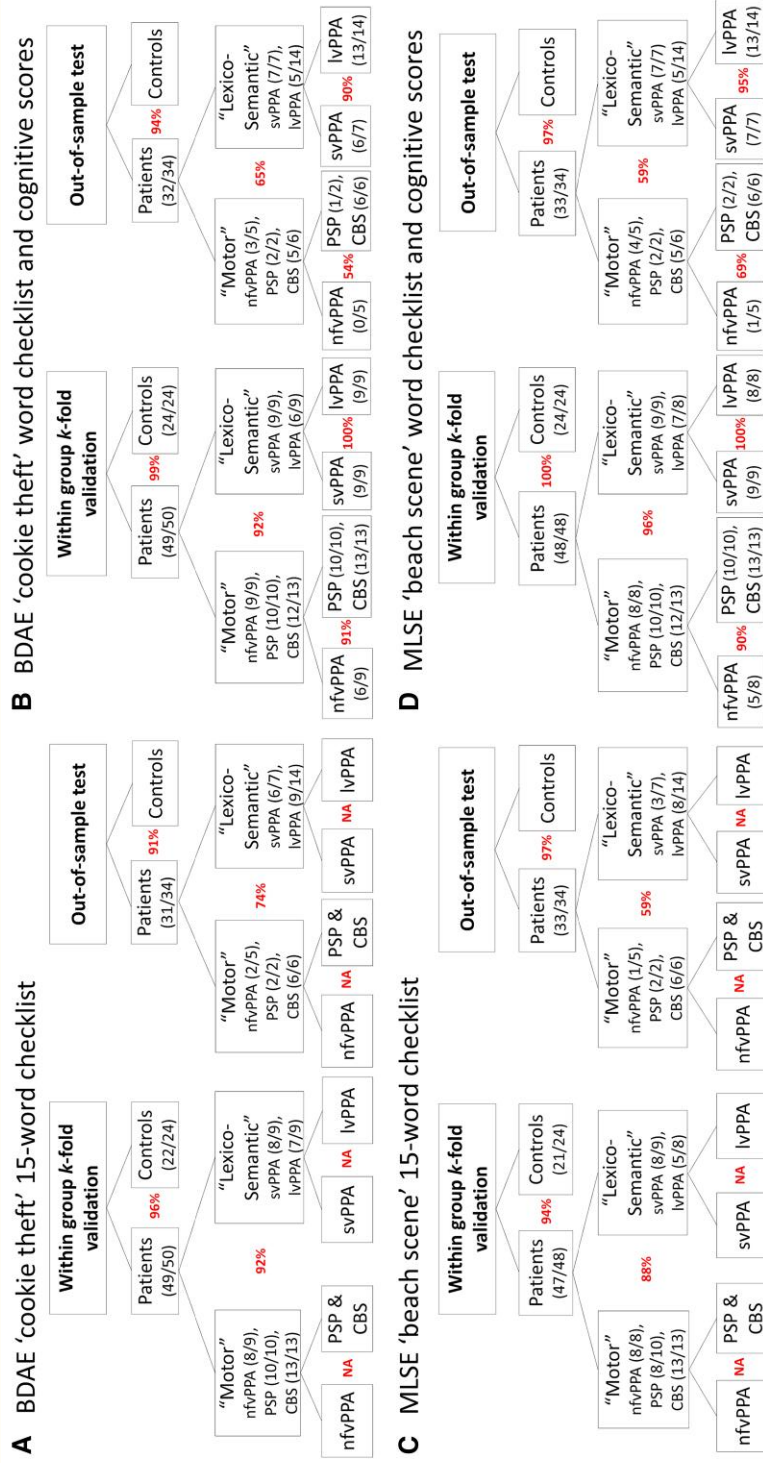 A BDAE ‘cookie theft’ 15-word checklist
Within group k-fold
validation
Patients
(49/50)
96%
Controls
(22/24)
“Motor”
nfvPPA (8/9),
PSP (10/10),
CBS (13/13)
92%
“Lexico-
Semantic”
svPPA (8/9),
lvPPA (7/9)
nfvPPA
NA
PSP &
CBS
svPPA
NA
lvPPA
Out-of-sample test
Patients
(31/34)
91%
Controls
“Motor”
nfvPPA (2/5),
PSP (2/2),
CBS (6/6)
74%
“Lexico-
Semantic”
svPPA (6/7),
lvPPA (9/14)
nfvPPA
NA
PSP &
CBS
svPPA
NA
lvPPA
B BDAE ‘cookie theft’ word checklist and cognitive scores
Within group k-fold
validation
Patients
(49/50)
99%
Controls
(24/24)
“Motor”
nfvPPA (9/9),
PSP (10/10),
CBS (12/13)
92%
“Lexico-
Semantic”
svPPA (9/9),
lvPPA (6/9)
nfvPPA
(6/9)
91%
PSP (10/10),
CBS (13/13)
svPPA
(9/9)
100%
lvPPA
(9/9)
Out-of-sample test
Patients
(32/34)
94%
Controls
“Motor”
nfvPPA (3/5),
PSP (2/2),
CBS (5/6)
65%
“Lexico-
Semantic”
svPPA (7/7),
lvPPA (5/14)
nfvPPA
(0/5)
54%
PSP (1/2),
CBS (6/6)
svPPA
(6/7)
90%
lvPPA
(13/14)
C MLSE ‘beach scene’ 15-word checklist
Within group k-fold
validation
Patients
(47/48)
94%
Controls
(21/24)
“Motor”
nfvPPA (8/8),
PSP (8/10),
CBS (13/13)
88%
“Lexico-
Semantic”
svPPA (8/9),
lvPPA (5/8)
nfvPPA
NA
PSP &
CBS
svPPA
NA
lvPPA
Out-of-sample test
Patients
(33/34)
97%
Controls
“Motor”
nfvPPA (1/5),
PSP (2/2),
CBS (6/6)
59%
“Lexico-
Semantic”
svPPA (3/7),
lvPPA (8/14)
nfvPPA
NA
PSP &
CBS
svPPA
NA
lvPPA
D MLSE ‘beach scene’ word checklist and cognitive scores
Within group k-fold
validation
Patients
(48/48)
100%
Controls
(24/24)
“Motor”
nfvPPA (8/8),
PSP (10/10),
CBS (12/13)
96%
“Lexico-
Semantic”
svPPA (9/9),
lvPPA (7/8)
nfvPPA
(5/8)
90%
PSP (10/10),
CBS (13/13)
svPPA
(9/9)
100%
lvPPA
(8/8)
Out-of-sample test
Patients
(33/34)
97%
Controls
“Motor”
nfvPPA (4/5),
PSP (2/2),
CBS (5/6)
59%
“Lexico-
Semantic”
svPPA (7/7),
lvPPA (5/14)
nfvPPA
(1/5)
69%
PSP (2/2),
CBS (6/6)
svPPA
(7/7)
95%
lvPPA
(13/14)